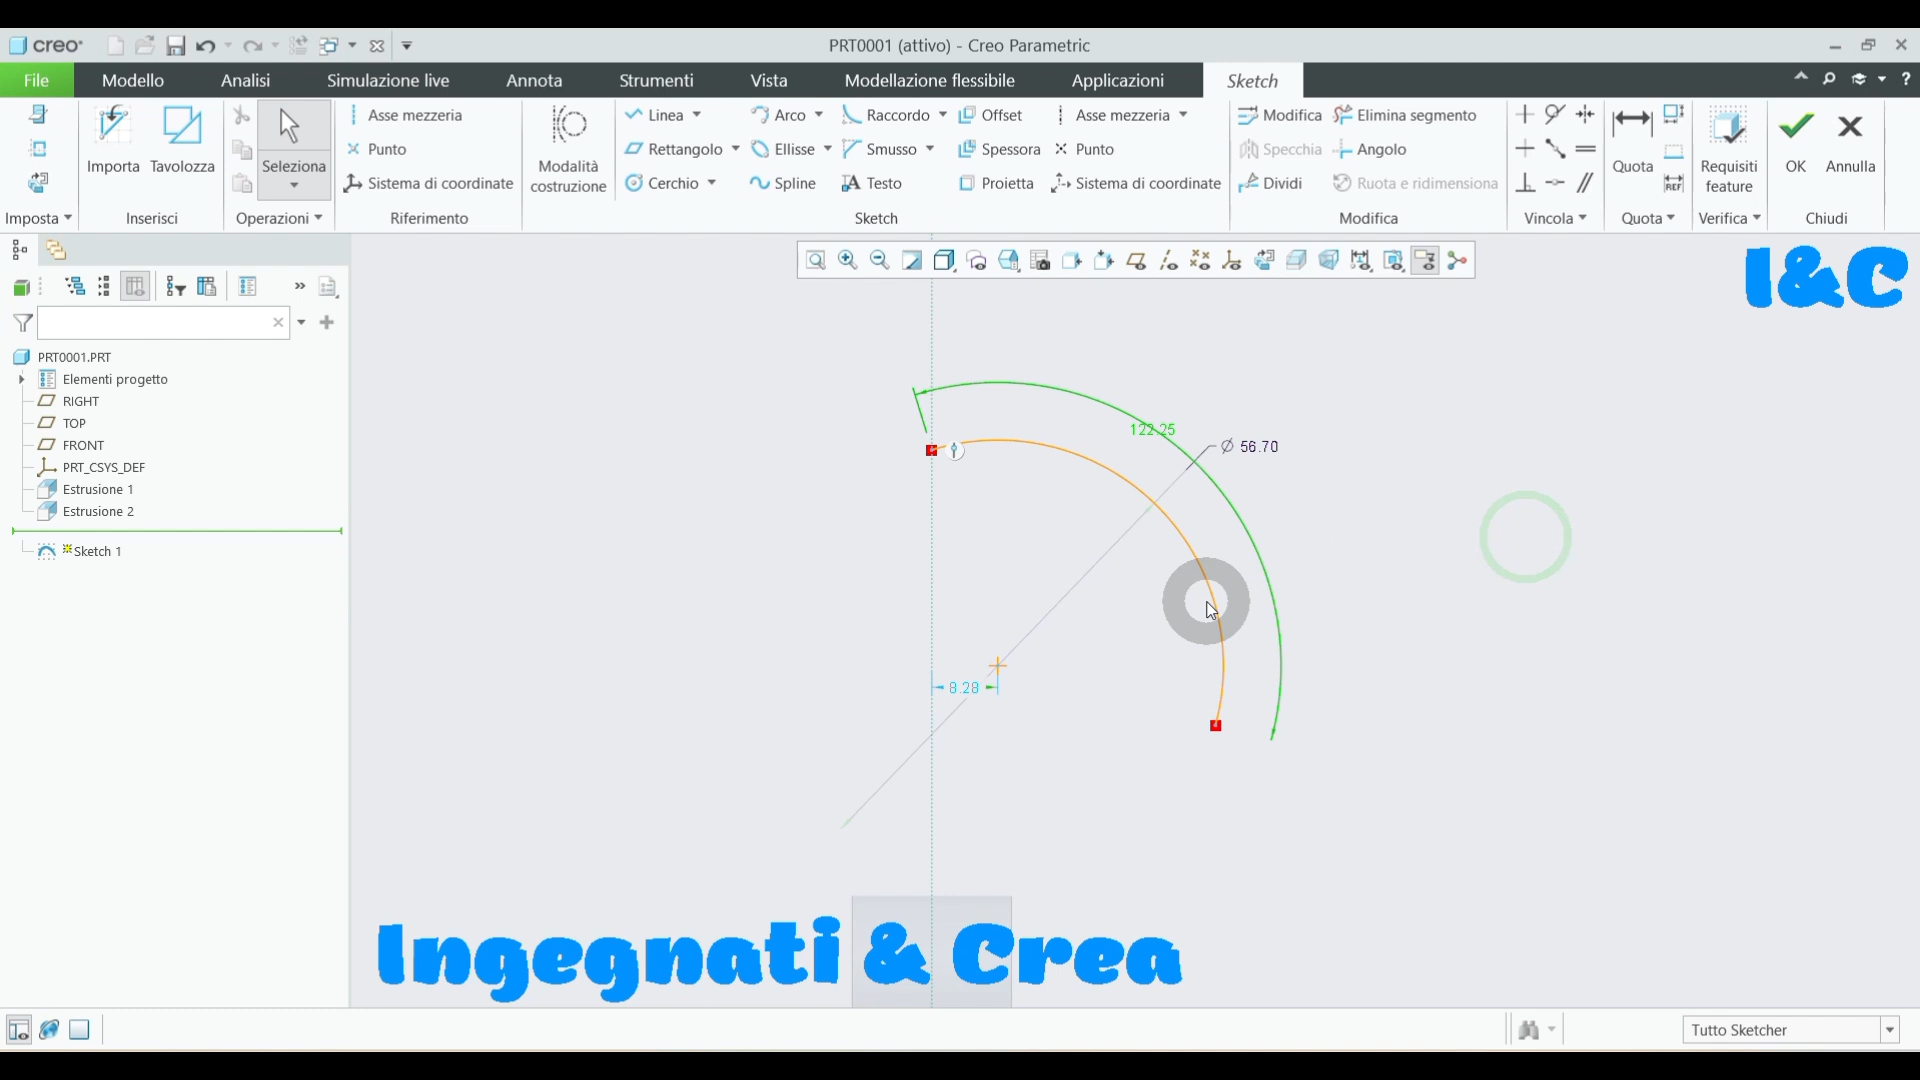 creo
PRT0001 (attivo) - Creo Parametric
File Modello Analisi Simulazione live Annota Strumenti Vista Modellazione flessibile Applicazioni Sketch
Importa Tavolozza
Seleziona
Asse mezzeria
Punto
Sistema di coordinate
Modalità
costruzione
Linea Arco Raccordo Offset Asse mezzeria
Rettangolo Ellisse Smusso Spessora Punto
Cerchio Spline Testo Proietta Sistema di coordinate
Modifica Elimina segmento
Specchia Angolo
Dividi Ruota e ridimensiona
Quota
REF
Requisiti
feature
OK Annulla
Imposta Inserisci Operazioni Riferimento Sketch Modifica Vincola Quota Verifica Chiudi
I&C
PRT0001.PRT
Elementi progetto
RIGHT
TOP
FRONT
PRT_CSYS_DEF
Estrusione 1
Estrusione 2
Sketch 1
122.25
Ø 56.70
8.28
Ingegnati & Crea
Tutto Sketcher